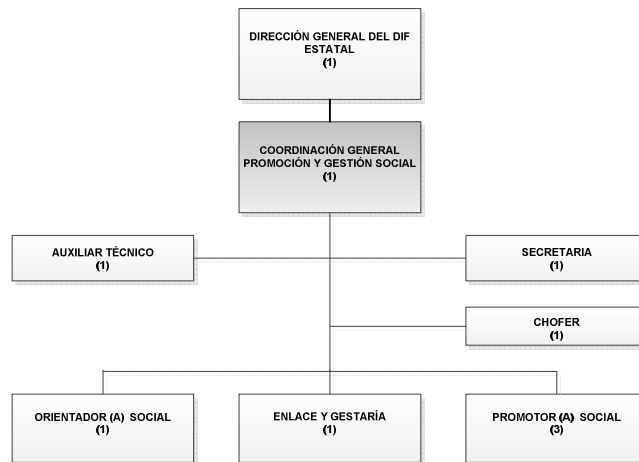 DIRECCIÓN GENERAL DEL DIF
ESTATAL
(1)
COORDINACIÓN GENERAL
PROMOCIÓN Y GESTIÓN SOCIAL
(1)
AUXILIAR TÉCNICO
(1)
SECRETARIA
(1)
CHOFER
(1)
ORIENTADOR (A) SOCIAL
(1)
ENLACE Y GESTARÍA
(1)
PROMOTOR (A) SOCIAL
(3)